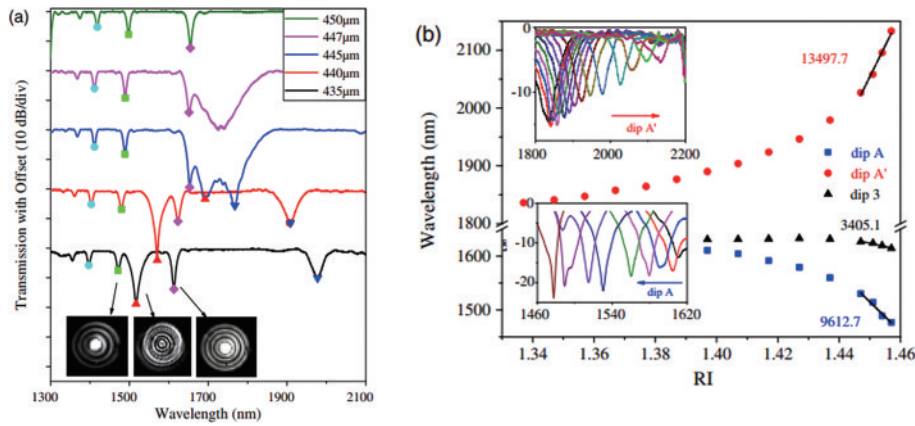 (a)
450μm
447μm
445μm
440μm
435μm
Transmission with Offset (10 dB/div)
1300 1500 1700 1900 2100
Wavelength (nm)
(b)
2100
2000
1900
1800
1600
1500
Wavelength (nm)
0
-10
dip A'
1800 2000 2200
13497.7
dip A
dip A'
dip 3
3405.1
0
-10
-20
dip A
1460 1540 1620
9612.7
1.34 1.36 1.38 1.40 1.42 1.44 1.46
RI